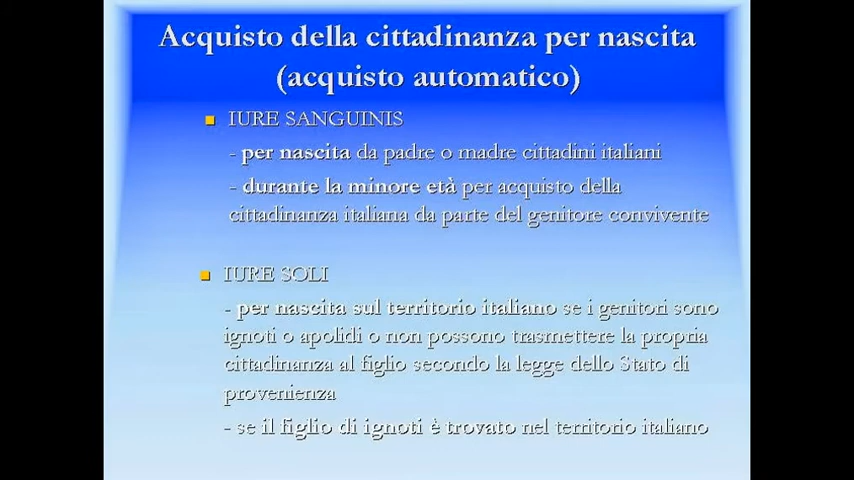 Acquisto della cittadinanza per nascita
(acquisto automatico)
IURE SANGUINIS
- per nascita da padre o madre cittadini italiani
- durante la minore età per acquisto della
cittadinanza italiana da parte del genitore convivente
IURE SOLI
- per nascita sul territorio italiano se i genitori sono
ignoti o apolidi o non possono trasmettere la propria
cittadinanza al figlio secondo la legge dello Stato di
provenienza
- se il figlio di ignoti è trovato nel territorio italiano